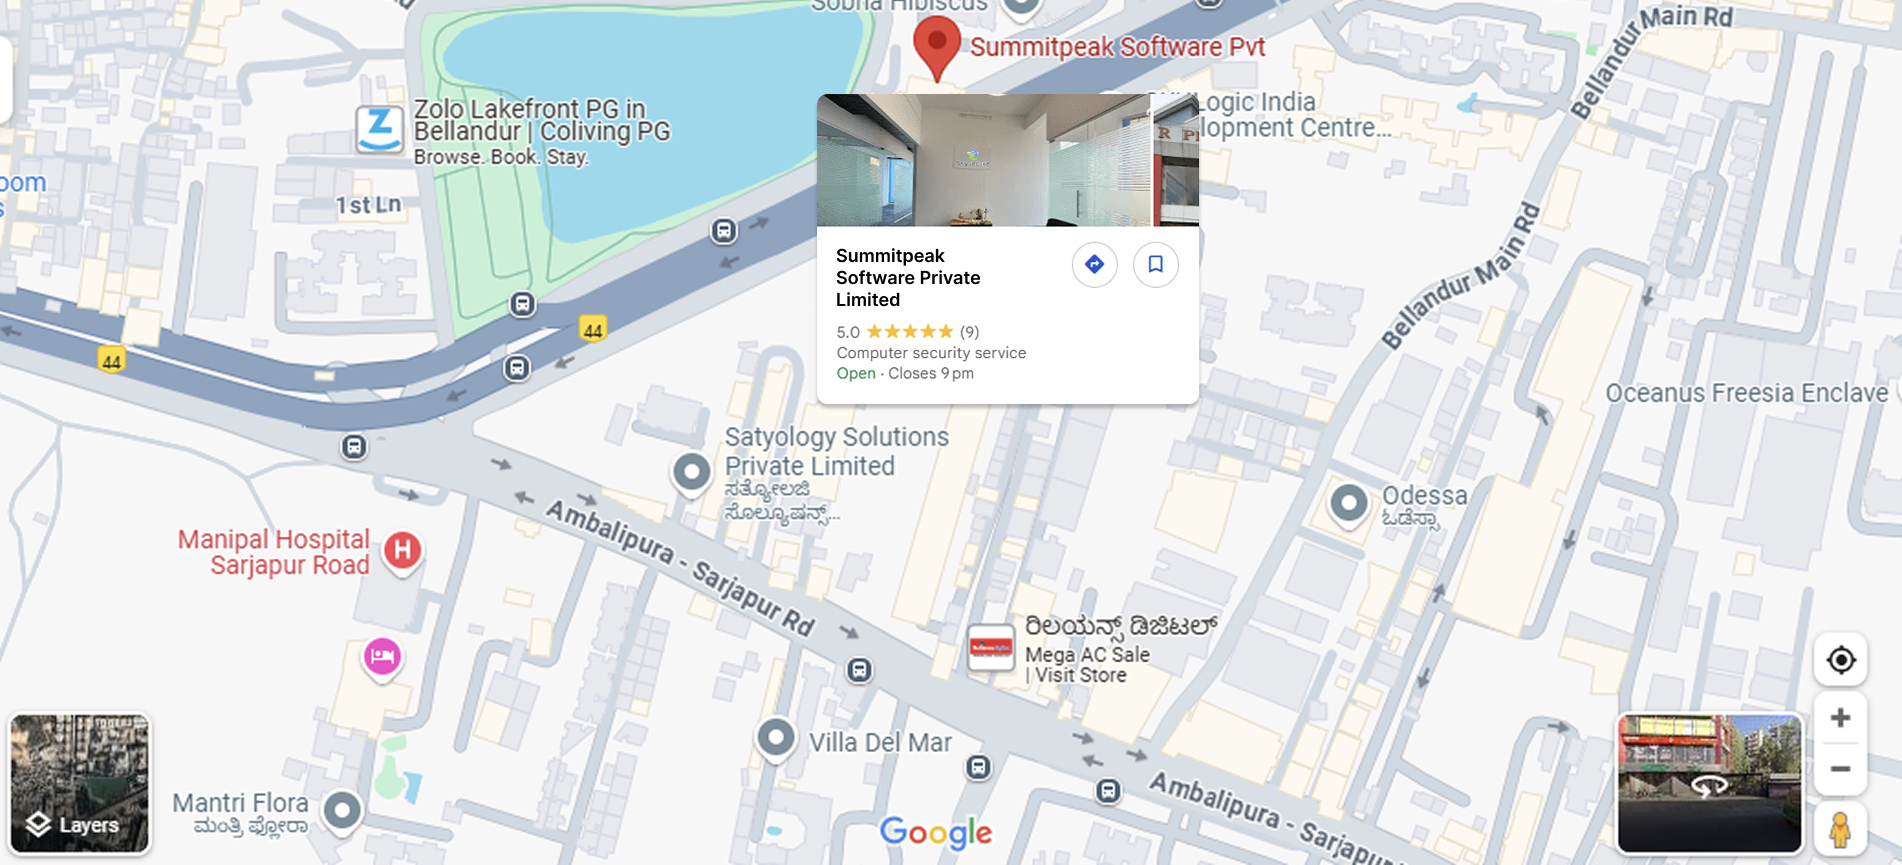 Sobha Hibiscus
Summitpeak Software Pvt
Bellandur Main Rd
Zolo Lakefront PG in
Bellandur | Coliving PG
Browse. Book. Stay.
Logic India
lopment Centre...
R P
oom
s
1st Ln
Bellandur Main Rd
Summitpeak
Software Private
Limited
5.0 ★★★★★ (9)
Computer security service
Open · Closes 9 pm
44
44
Oceanus Freesia Enclave
Satyology Solutions
Private Limited
ಸತ್ಯೋಲಜಿ
ಸೊಲ್ಯೂಷನ್ಸ್...
Odessa
ಓಡೆಸ್ಸಾ
Ambalipura - Sarjapur Rd
Manipal Hospital
Sarjapur Road
H
ರಿಲಯನ್ಸ್ ಡಿಜಿಟಲ್
Mega AC Sale
| Visit Store
Villa Del Mar
Ambalipura - Sarjapur
Mantri Flora
ಮಂತ್ರಿ ಫ್ಲೋರಾ
Layers
Google